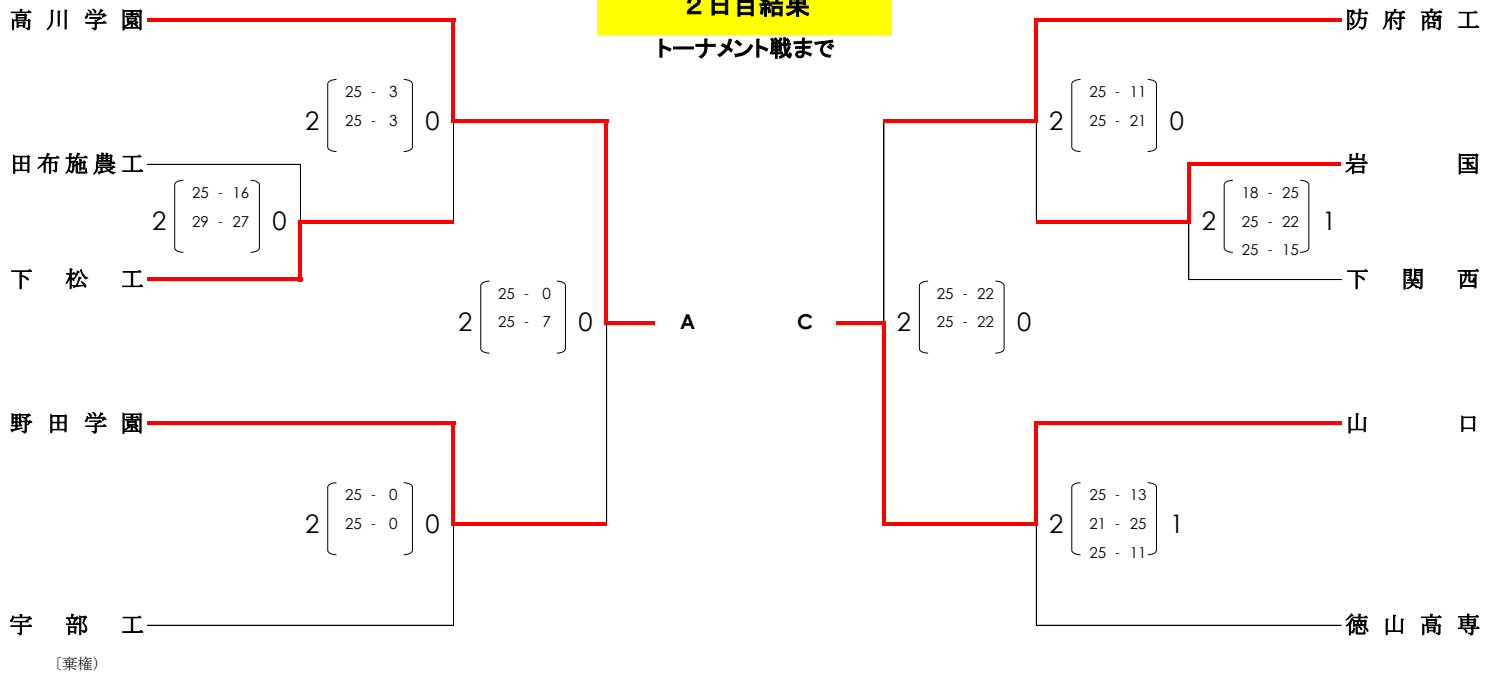 2日目結果
トーナメント戦まで
高川学園
2 25 - 3 0
25 - 3
田布施農工
2 25 - 16 0
29 - 27
下松工
2 25 - 0 0
25 - 7
A
野田学園
2 25 - 0 0
25 - 0
宇部工
〔棄権)
防府商工
2 25 - 11 0
25 - 21
岩国
2 18 - 25 1
25 - 22
25 - 15
下関西
C
2 25 - 22 0
25 - 22
山口
2 25 - 13 1
21 - 25
25 - 11
徳山高専